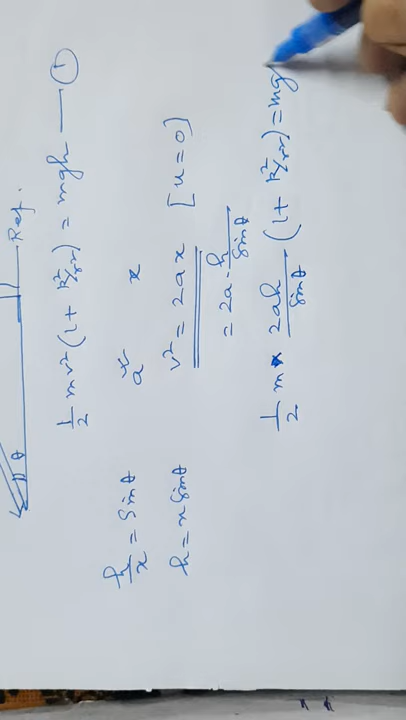 Ref.
θ
1/2 mv² (1 + k²/r²) = mgh —— ①
h/x = sinθ
a x
h = x sinθ
v² = 2ax [u = 0]
= 2a · h/sinθ
1/2 m × 2ah/sinθ (1 + k²/r²) = mg